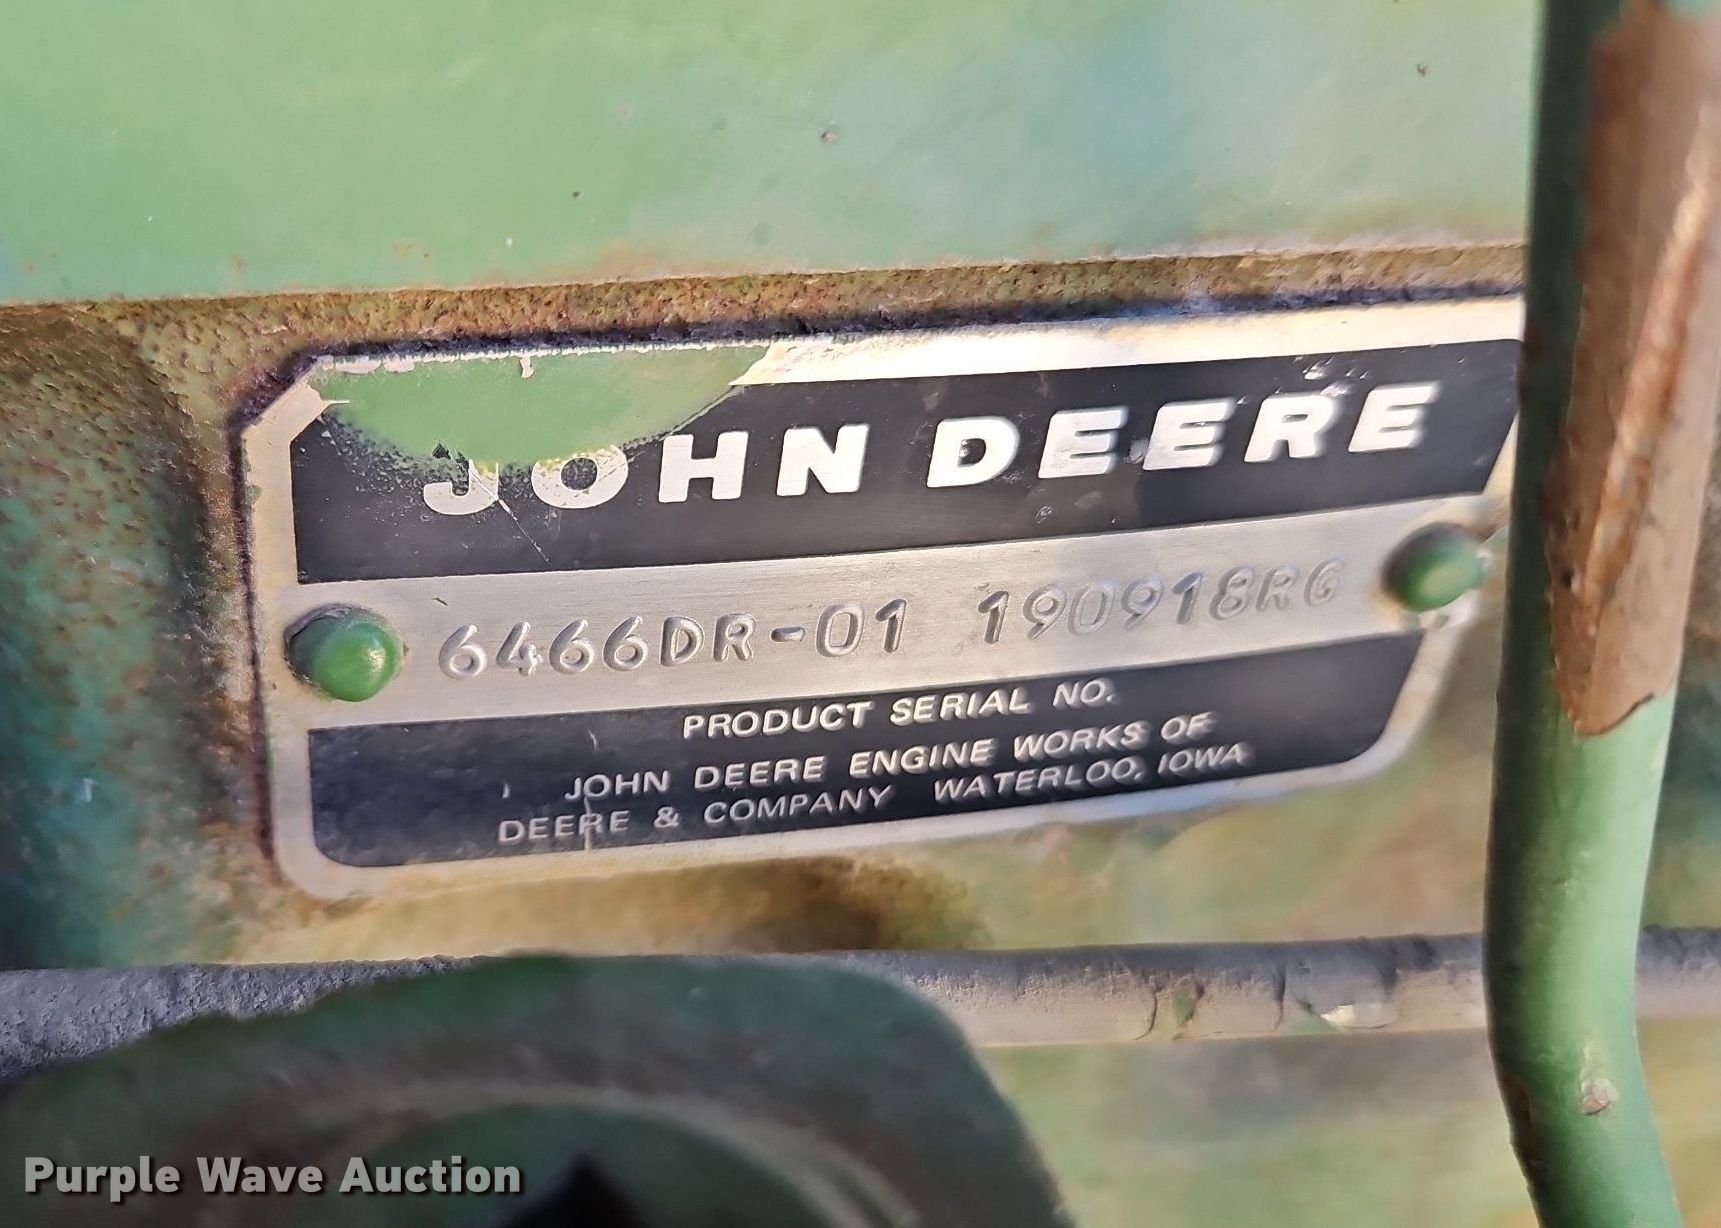 JOHN DEERE
6466DR-01 190918RG
PRODUCT SERIAL NO.
JOHN DEERE ENGINE WORKS OF
DEERE & COMPANY WATERLOO, IOWA
Purple Wave Auction